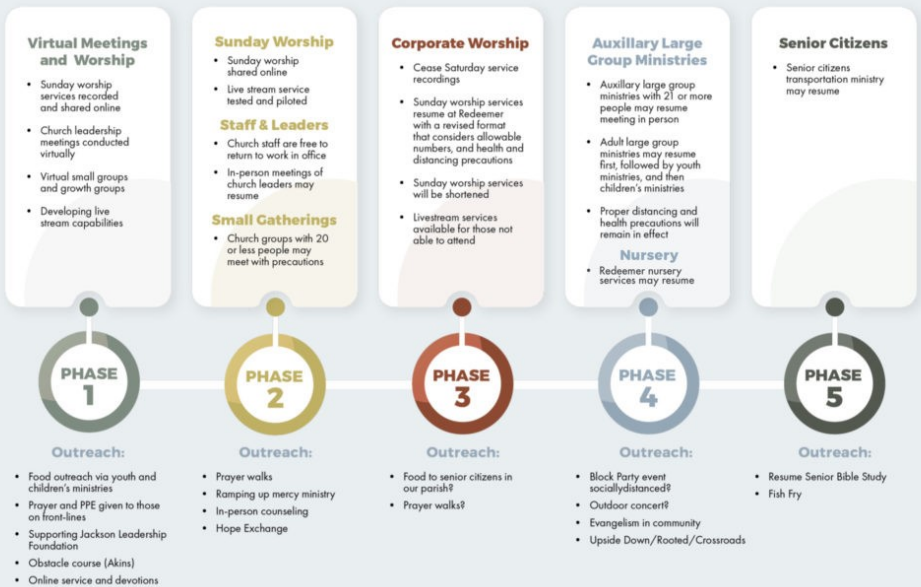 Virtual Meetings
and Worship
• Sunday worship
services recorded
and shared online
• Church leadership
meetings conducted
virtually
• Virtual small groups
and growth groups
• Developing live
stream capabilities
Sunday Worship
• Sunday worship
shared online
• Live stream service
tested and piloted
Staff & Leaders
• Church staff are free to
return to work in office
• In-person meetings of
church leaders may
resume
Small Gatherings
• Church groups with 20
or less people may
meet with precautions
Corporate Worship
• Cease Saturday service
recordings
• Sunday worship services
resume at Redeemer
with a revised format
that considers allowable
numbers, and health and
distancing precautions
• Sunday worship services
will be shortened
• Livestream services
available for those not
able to attend
Auxillary Large
Group Ministries
• Auxillary large group
ministries with 21 or more
people may resume
meeting in person
• Adult large group
ministries may resume
first, followed by youth
ministries, and then
children's ministries
• Proper distancing and
health precautions will
remain in effect
Nursery
• Redeemer nursery
services may resume
Senior Citizens
• Senior citizens
transportation ministry
may resume
PHASE
1
PHASE
2
PHASE
3
PHASE
4
PHASE
5
Outreach:
• Food outreach via youth and
children's ministries
• Prayer and PPE given to those
on front-lines
• Supporting Jackson Leadership
Foundation
• Obstacle course (Akins)
• Online service and devotions
Outreach:
• Prayer walks
• Ramping up mercy ministry
• In-person counseling
• Hope Exchange
Outreach:
• Food to senior citizens in
our parish?
• Prayer walks?
Outreach:
• Block Party event
sociallydistanced?
• Outdoor concert?
• Evangelism in community
• Upside Down/Rooted/Crossroads
Outreach:
• Resume Senior Bible Study
• Fish Fry